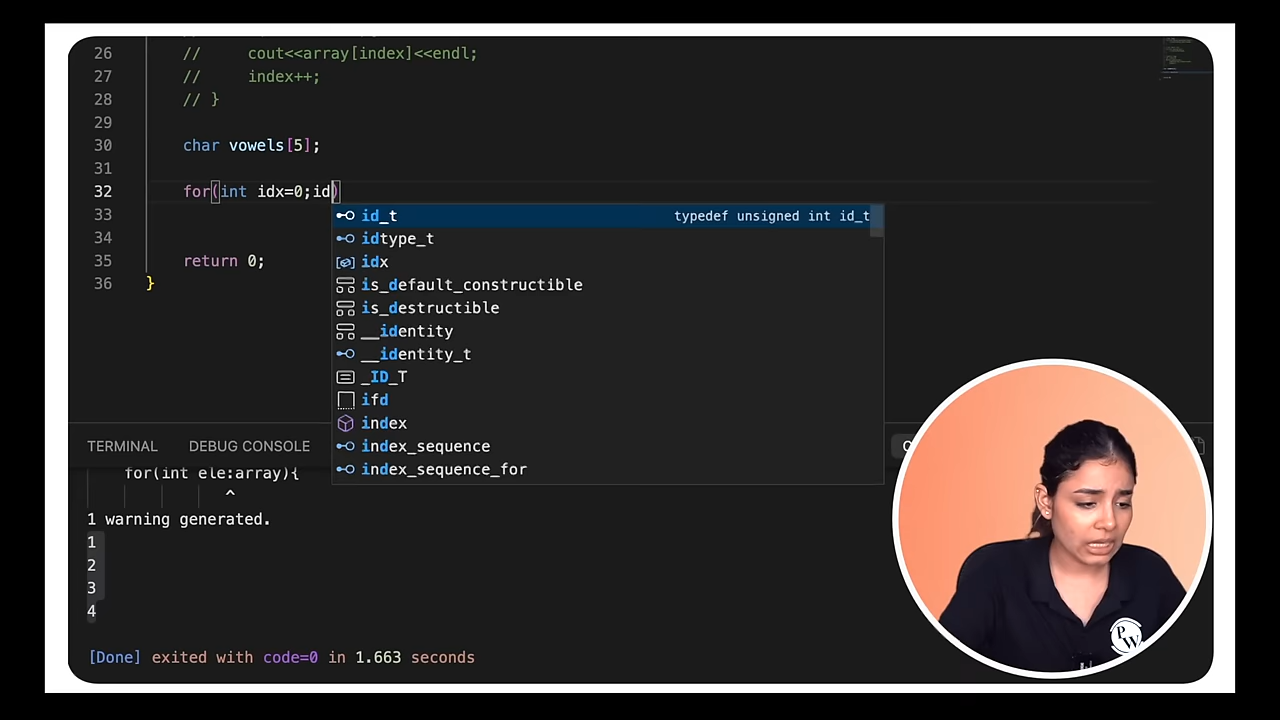 26 //     cout<<array[index]<<endl;
27 //     index++;
28 // }
29
30 char vowels[5];
31
32 for(int idx=0;id)
id_t typedef unsigned int id_t
33
idtype_t
34
idx
35 return 0;
is_default_constructible
36 }
is_destructible
__identity
__identity_t
_ID_T
ifd
index
index_sequence
index_sequence_for
TERMINAL DEBUG CONSOLE
for(int ele:array){
^
1 warning generated.
1
2
3
4
[Done] exited with code=0 in 1.663 seconds
PW